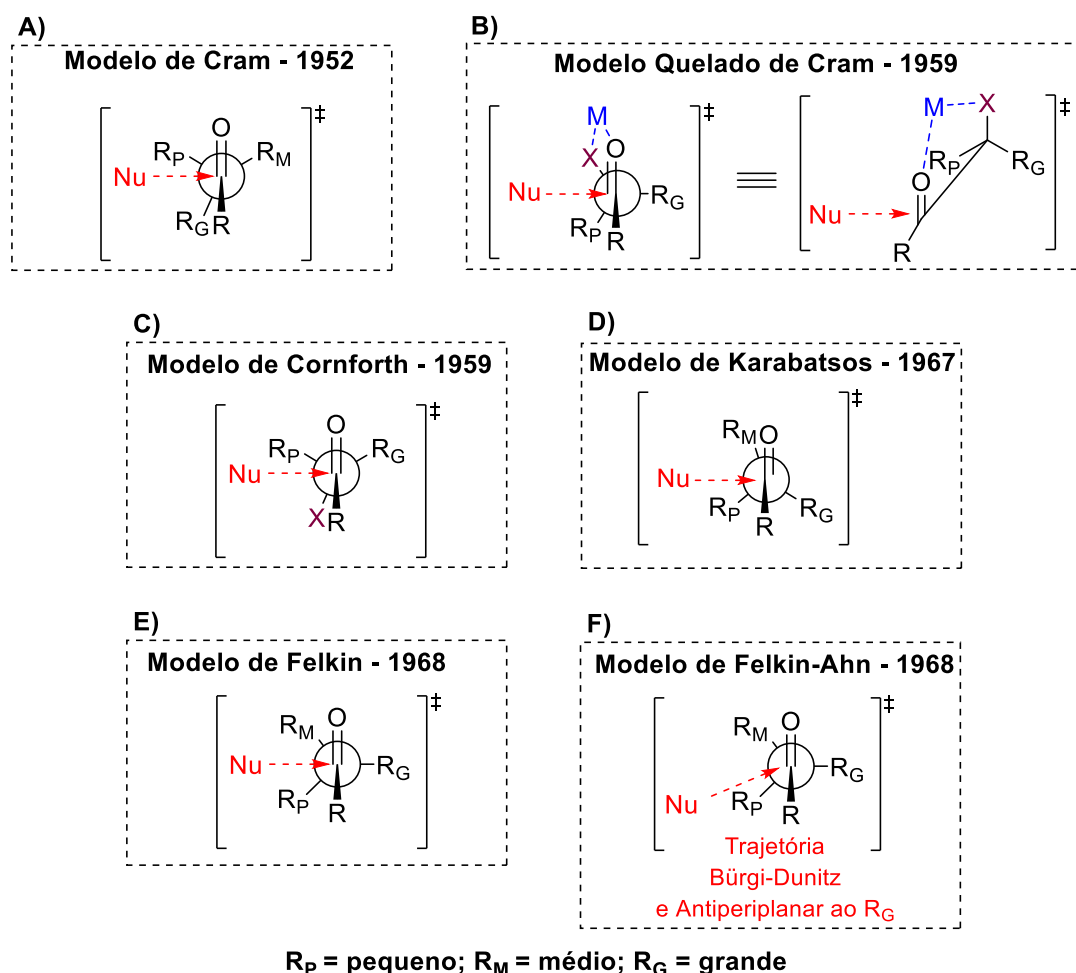 A)
Modelo de Cram - 1952
O
‡
R_P
R_M
Nu
R_G
R
B)
Modelo Quelado de Cram - 1959
M
X
‡
O
Nu
R_G
R_P
R
M
X
‡
R_P
R_G
O
Nu
R
C)
Modelo de Cornforth - 1959
O
‡
R_P
R_G
Nu
X
R
D)
Modelo de Karabatsos - 1967
R_M
O
‡
Nu
R_P
R_G
R
E)
Modelo de Felkin - 1968
O
‡
R_M
Nu
R_G
R_P
R
F)
Modelo de Felkin-Ahn - 1968
O
‡
R_M
R_G
Nu
R_P
R
Trajetória
Bürgi-Dunitz
e Antiperiplanar ao R_G
R_P = pequeno; R_M = médio; R_G = grande